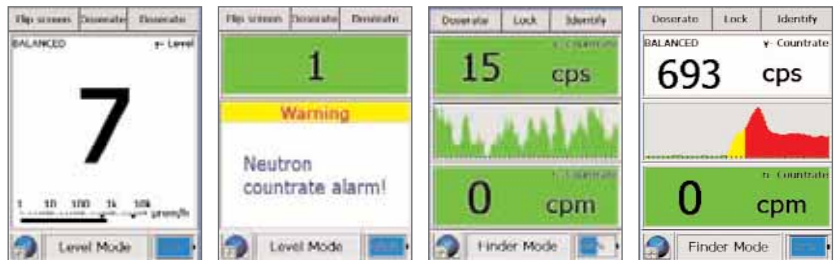 Flip screen Doserate Doserate
BALANCED γ- Level
7
1 10 100 1k 10k
µrem/h
Level Mode
Flip screen Doserate Doserate
1
Warning
Neutron
countrate alarm!
Level Mode
Doserate Lock Identify
γ- Countrate
15 cps
n- Countrate
0 cpm
Finder Mode
Doserate Lock Identify
BALANCED γ- Countrate
693 cps
n- Countrate
0 cpm
Finder Mode